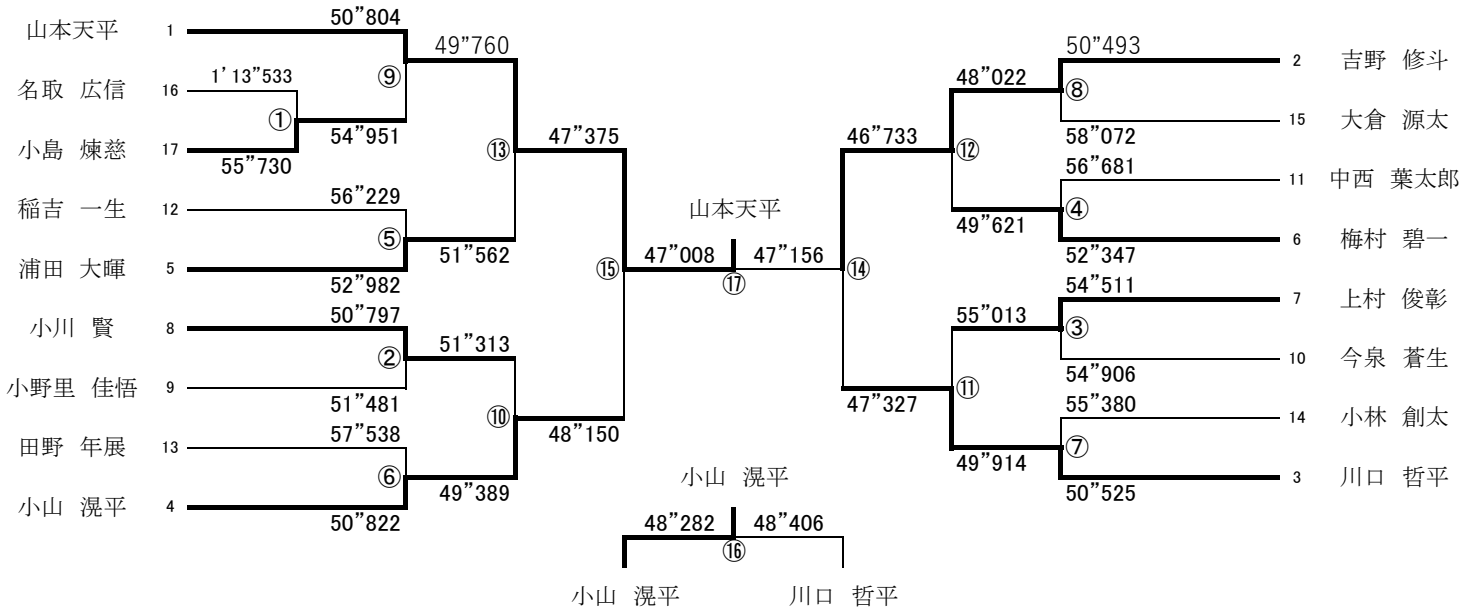 山本天平 1 50”804
49”760
名取 広信 16 1’13”533
⑨
①
54”951
小島 煉慈 17 55”730
⑬
47”375
稲吉 一生 12 56”229
⑤
51”562
浦田 大暉 5 52”982
⑮
47”008
小川 賢 8 50”797
②
51”313
小野里 佳悟 9 51”481
⑩
48”150
田野 年展 13 57”538
⑥
49”389
小山 滉平 4 50”822
山本天平
⑰
47”156
小山 滉平
48”282 48”406
⑯
小山 滉平 川口 哲平
50”493 2 吉野 修斗
48”022
⑧
58”072 15 大倉 源太
46”733
⑫
56”681 11 中西 葉太郎
④
49”621
52”347 6 梅村 碧一
⑭
54”511 7 上村 俊彰
55”013
③
54”906 10 今泉 蒼生
⑪
47”327
55”380 14 小林 創太
⑦
49”914
50”525 3 川口 哲平